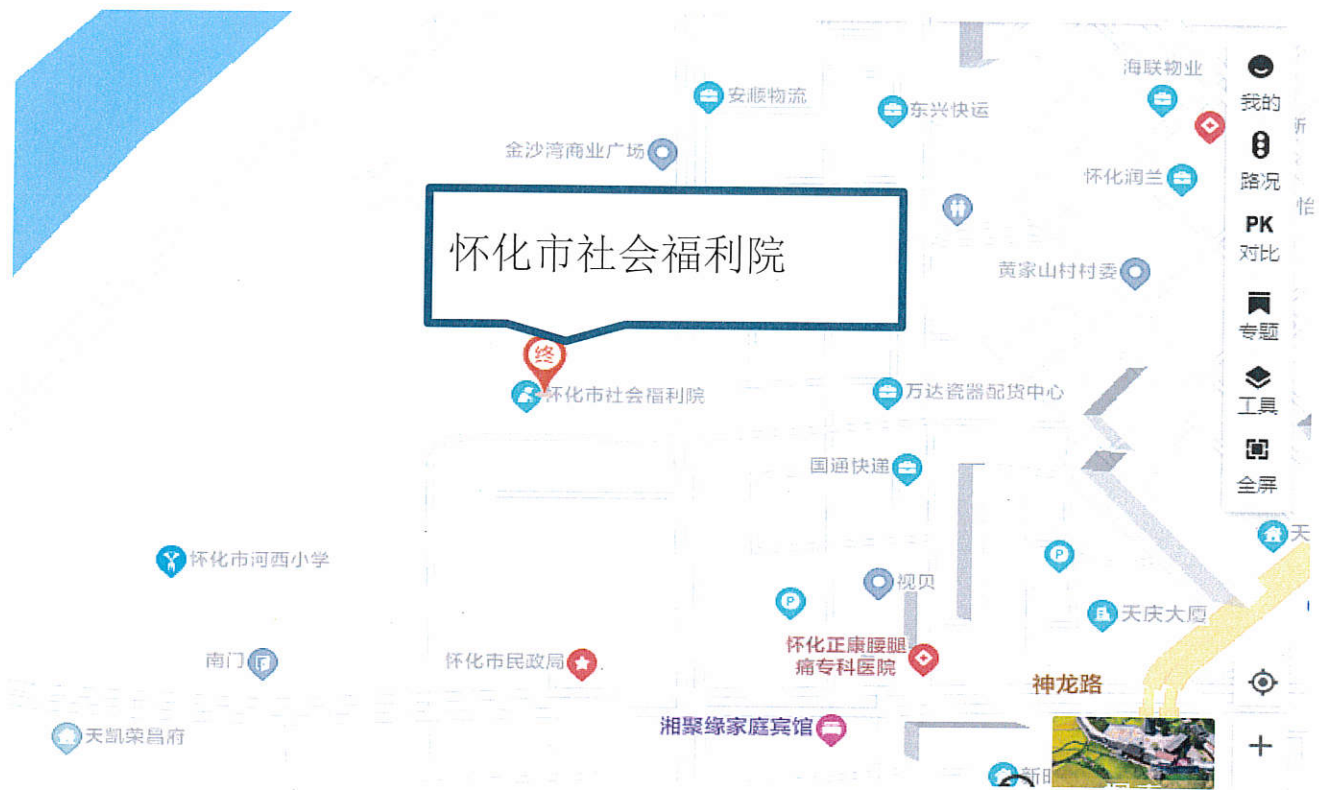 海联物业
我的
安顺物流
东兴快运
新
金沙湾商业广场
路况
怀化润兰
怡
PK
对比
怀化市社会福利院
黄家山村村委
专题
终
怀化市社会福利院
万达瓷器配货中心
工具
国通快递
全屏
天
怀化市河西小学
P
视贝
P
天庆大厦
怀化正康腰腿
痛专科医院
南门
怀化市民政局
神龙路
湘聚缘家庭宾馆
天凯荣昌府